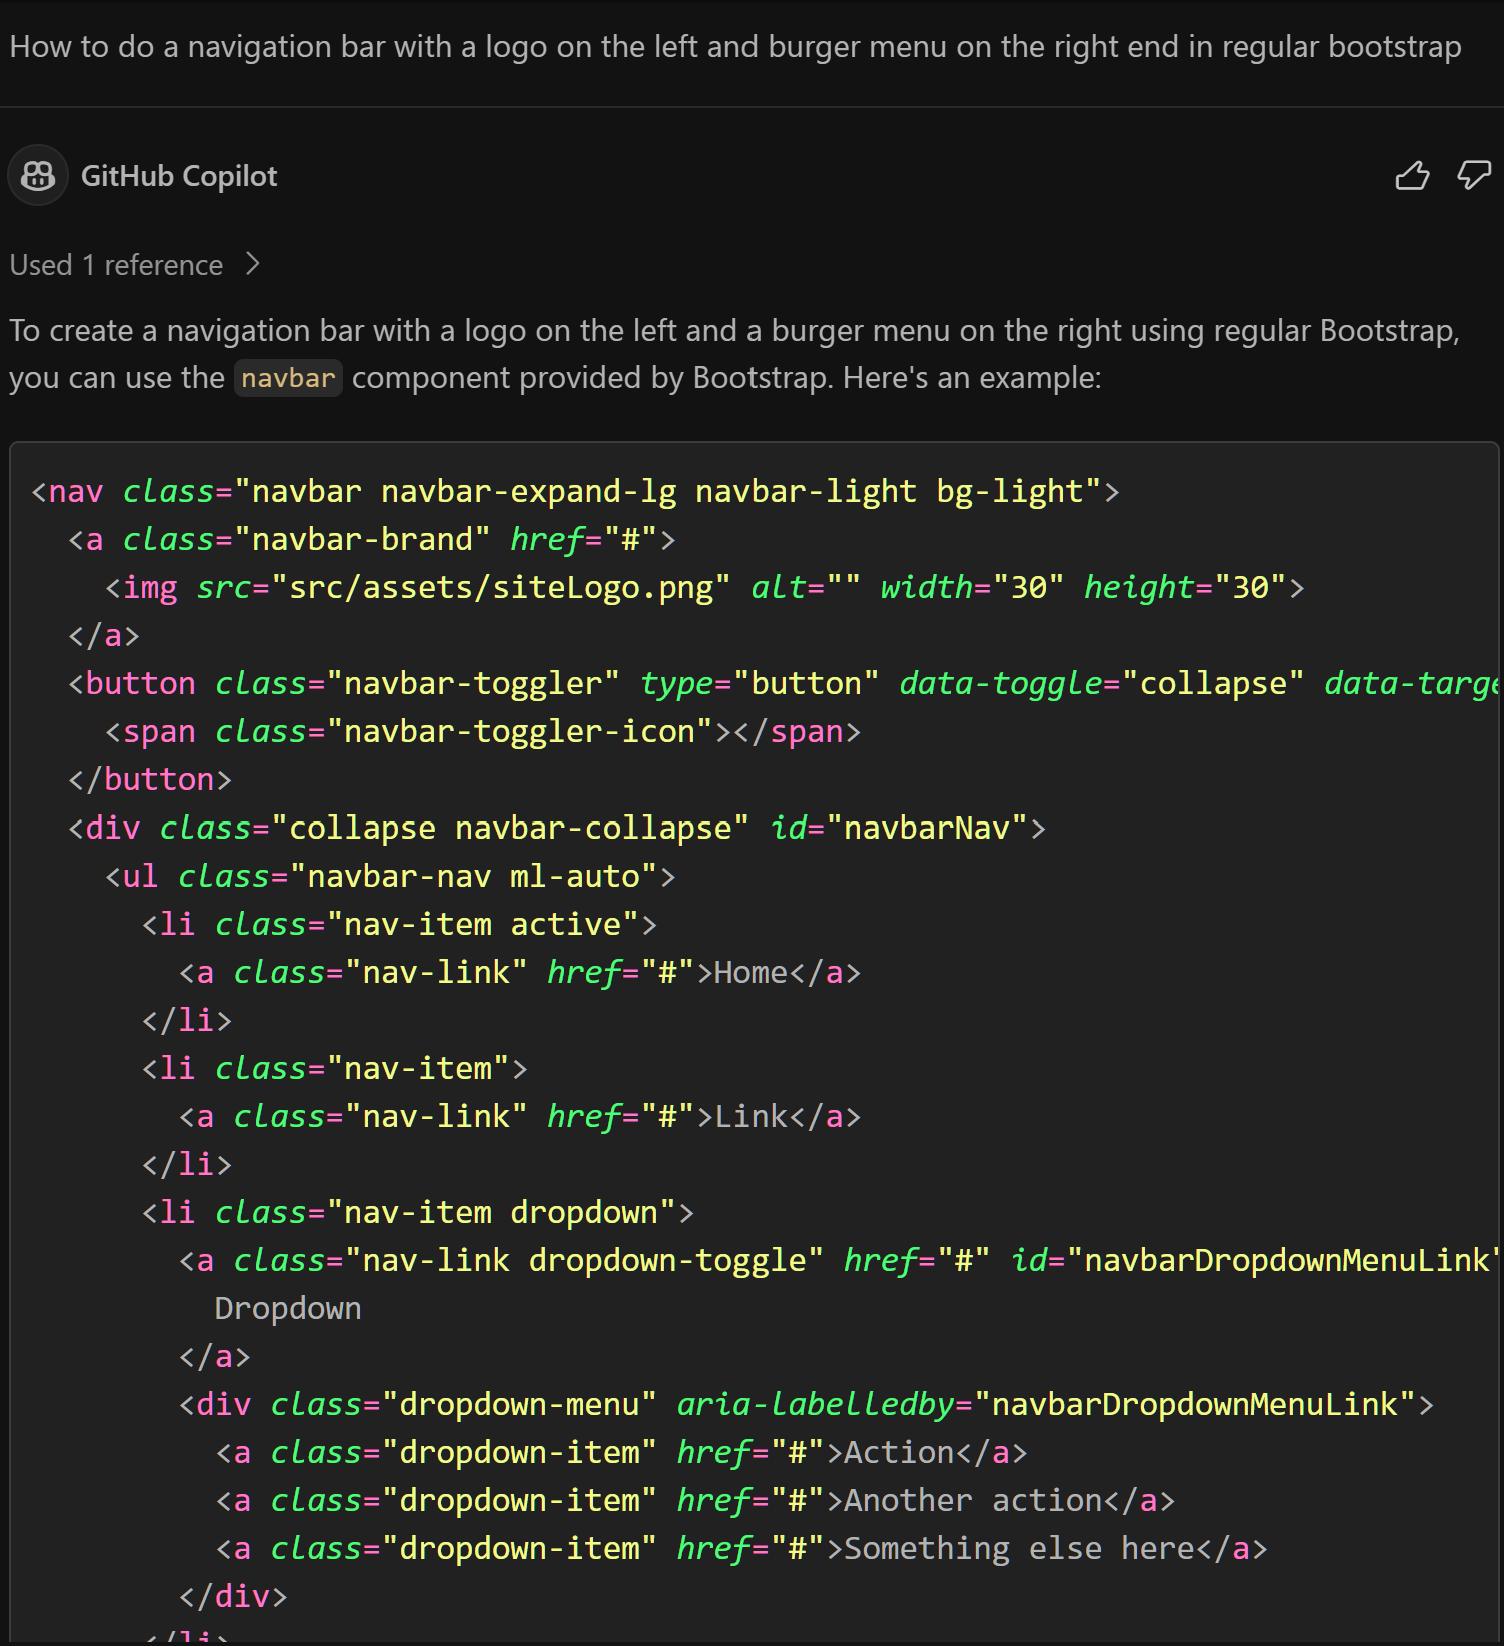 How to do a navigation bar with a logo on the left and burger menu on the right end in regular bootstrap
GitHub Copilot
Used 1 reference
To create a navigation bar with a logo on the left and a burger menu on the right using regular Bootstrap,
you can use the navbar component provided by Bootstrap. Here's an example:
<nav class="navbar navbar-expand-lg navbar-light bg-light">
  <a class="navbar-brand" href="#">
    <img src="src/assets/siteLogo.png" alt="" width="30" height="30">
  </a>
  <button class="navbar-toggler" type="button" data-toggle="collapse" data-targe
    <span class="navbar-toggler-icon"></span>
  </button>
  <div class="collapse navbar-collapse" id="navbarNav">
    <ul class="navbar-nav ml-auto">
      <li class="nav-item active">
        <a class="nav-link" href="#">Home</a>
      </li>
      <li class="nav-item">
        <a class="nav-link" href="#">Link</a>
      </li>
      <li class="nav-item dropdown">
        <a class="nav-link dropdown-toggle" href="#" id="navbarDropdownMenuLink"
          Dropdown
        </a>
        <div class="dropdown-menu" aria-labelledby="navbarDropdownMenuLink">
          <a class="dropdown-item" href="#">Action</a>
          <a class="dropdown-item" href="#">Another action</a>
          <a class="dropdown-item" href="#">Something else here</a>
        </div>
      </li>